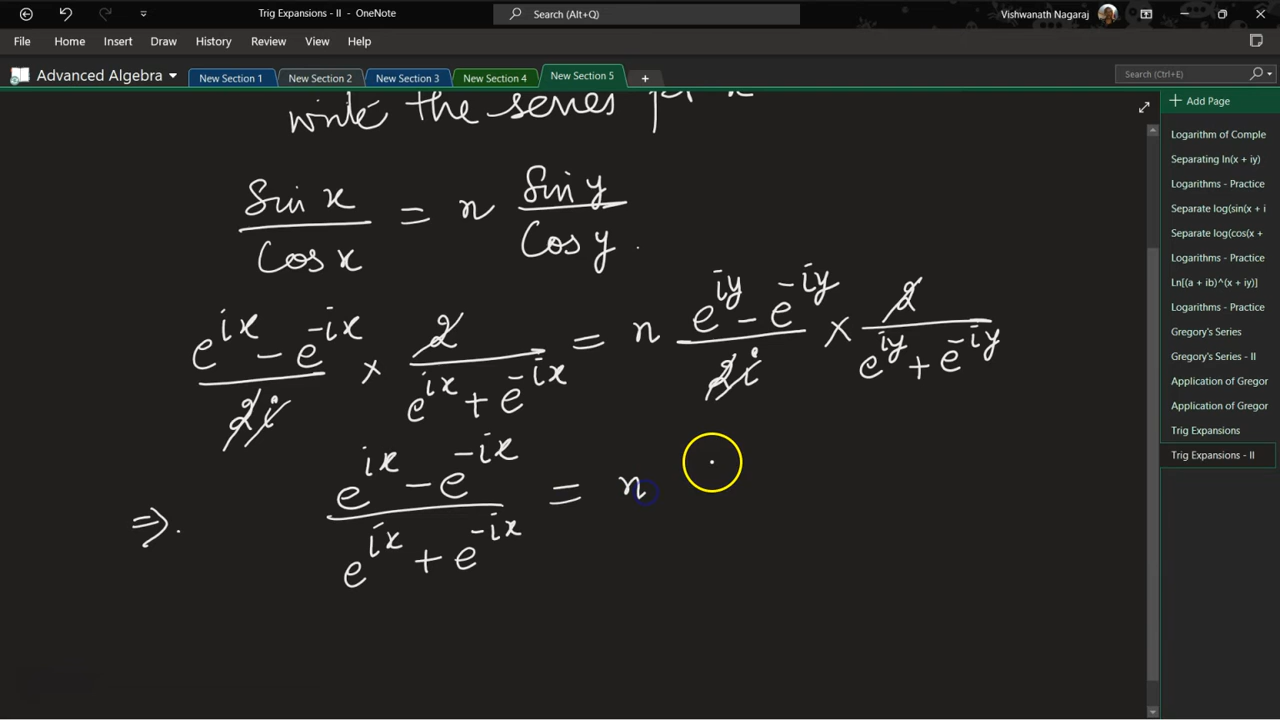 Trig Expansions - II - OneNote
Search (Alt+Q)
Vishwanath Nagaraj
File Home Insert Draw History Review View Help
Advanced Algebra New Section 1 New Section 2 New Section 3 New Section 4 New Section 5 +
Search (Ctrl+E)
+ Add Page
Logarithm of Comple
Separating ln(x + iy)
Logarithms - Practice
Separate log(sin(x + i
Separate log(cos(x +
Logarithms - Practice
Ln[(a + ib)^(x + iy)]
Logarithms - Practice
Gregory's Series
Gregory's Series - II
Application of Gregor
Application of Gregor
Trig Expansions
Trig Expansions - II
write the series for x
Sin x / Cos x = n Sin y / Cos y .
e^ix - e^-ix / 2i × 2 / e^ix + e^-ix = n e^iy - e^-iy / 2i × 2 / e^iy + e^-iy
⇒. e^ix - e^-ix / e^ix + e^-ix = n